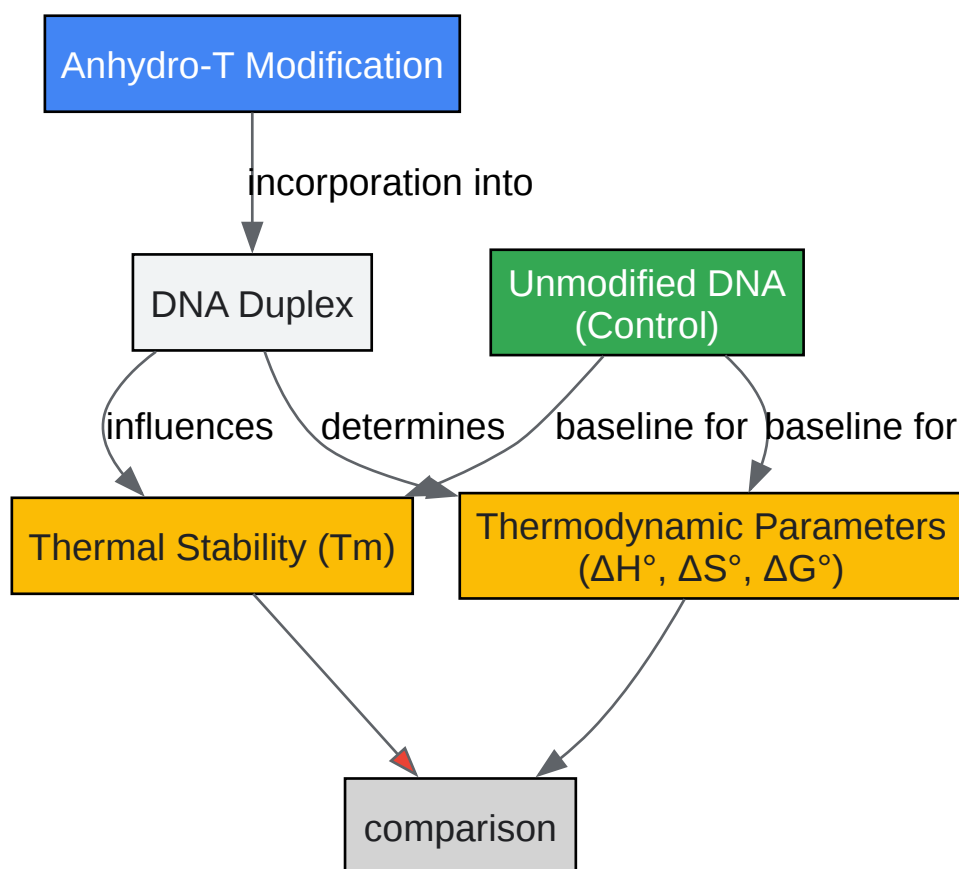 Anhydro-T Modification
incorporation into
DNA Duplex
Unmodified DNA
(Control)
influences
determines
baseline for
baseline for
Thermal Stability (Tm)
Thermodynamic Parameters
(ΔH°, ΔS°, ΔG°)
comparison